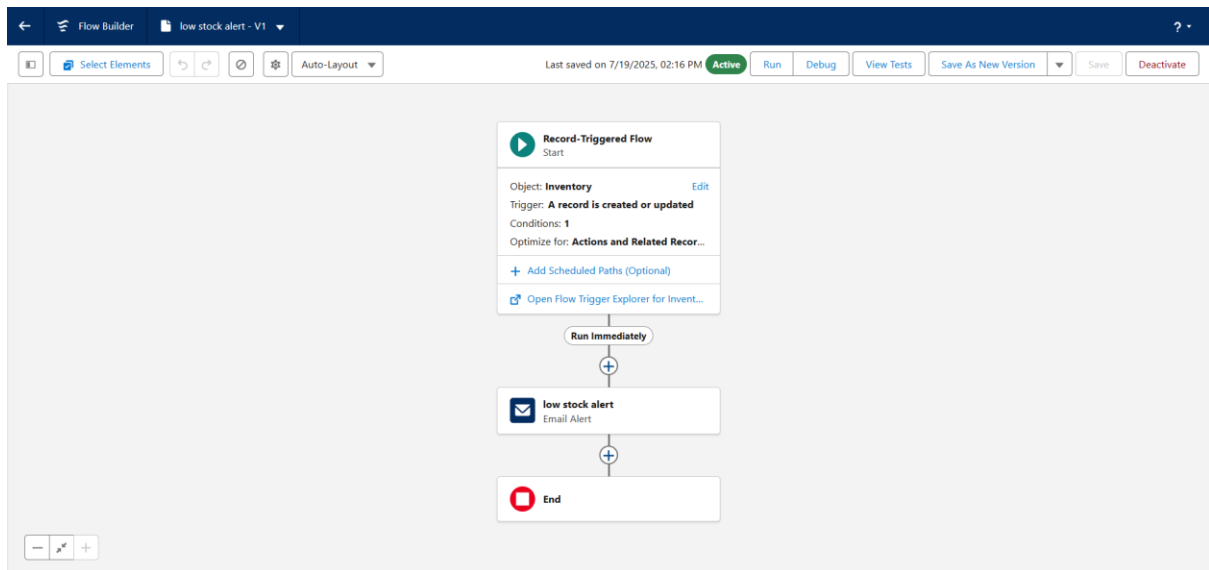 Flow Builder
low stock alert - V1
?
Select Elements
Auto-Layout
Last saved on 7/19/2025, 02:16 PM
Active
Run
Debug
View Tests
Save As New Version
Save
Deactivate
Record-Triggered Flow
Start
Object: Inventory
Edit
Trigger: A record is created or updated
Conditions: 1
Optimize for: Actions and Related Recor...
+ Add Scheduled Paths (Optional)
Open Flow Trigger Explorer for Invent...
Run Immediately
low stock alert
Email Alert
End